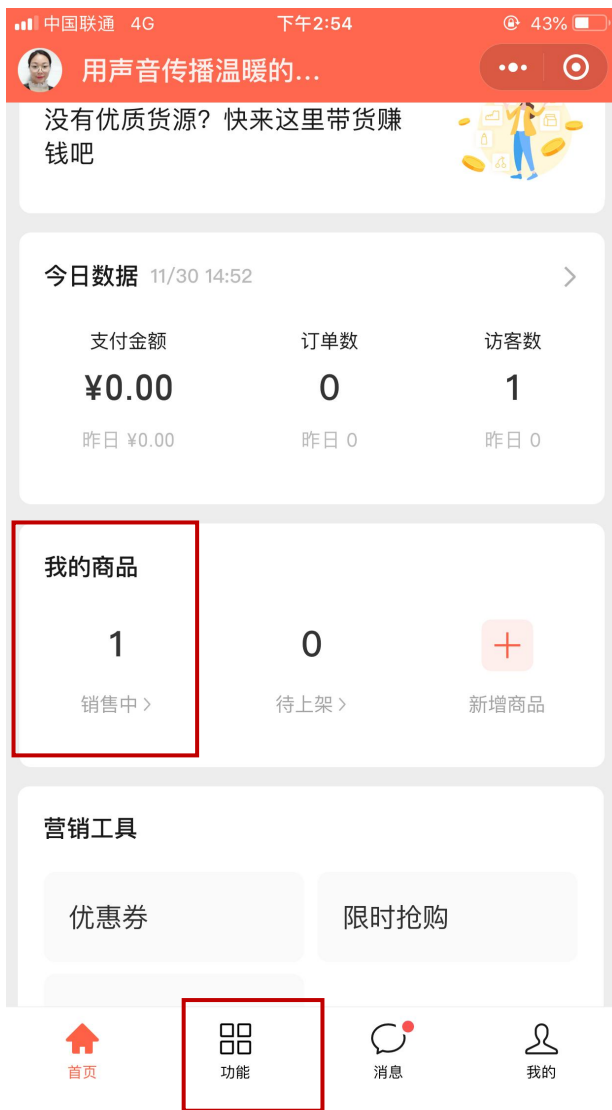 中国联通 4G 下午2:54 43%
用声音传播温暖的...
没有优质货源？快来这里带货赚
钱吧
今日数据 11/30 14:52
支付金额 订单数 访客数
¥0.00 0 1
昨日 ¥0.00 昨日 0 昨日 0
我的商品
1 0
销售中 待上架 新增商品
营销工具
优惠券 限时抢购
首页 功能 消息 我的